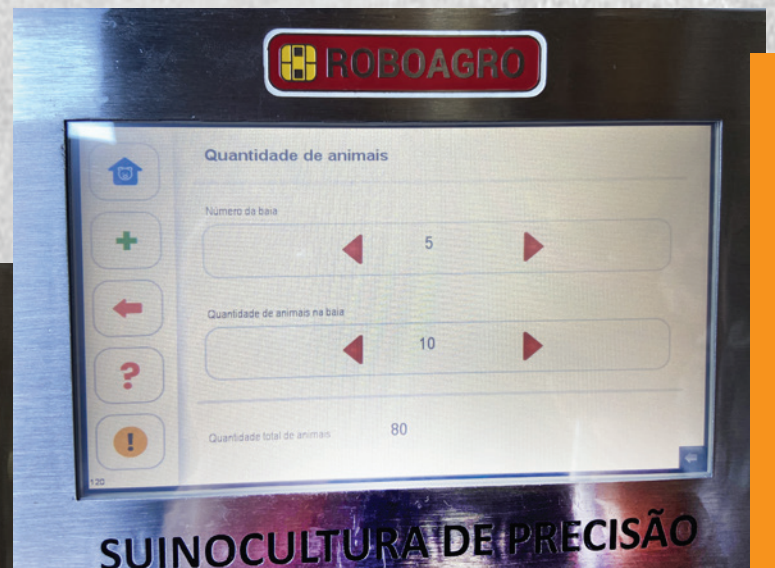 ROBOAGRO
Quantidade de animais
Número da baia
5
Quantidade de animais na baia
10
Quantidade total de animais
80
120
SUINOCULTURA DE PRECISÃO